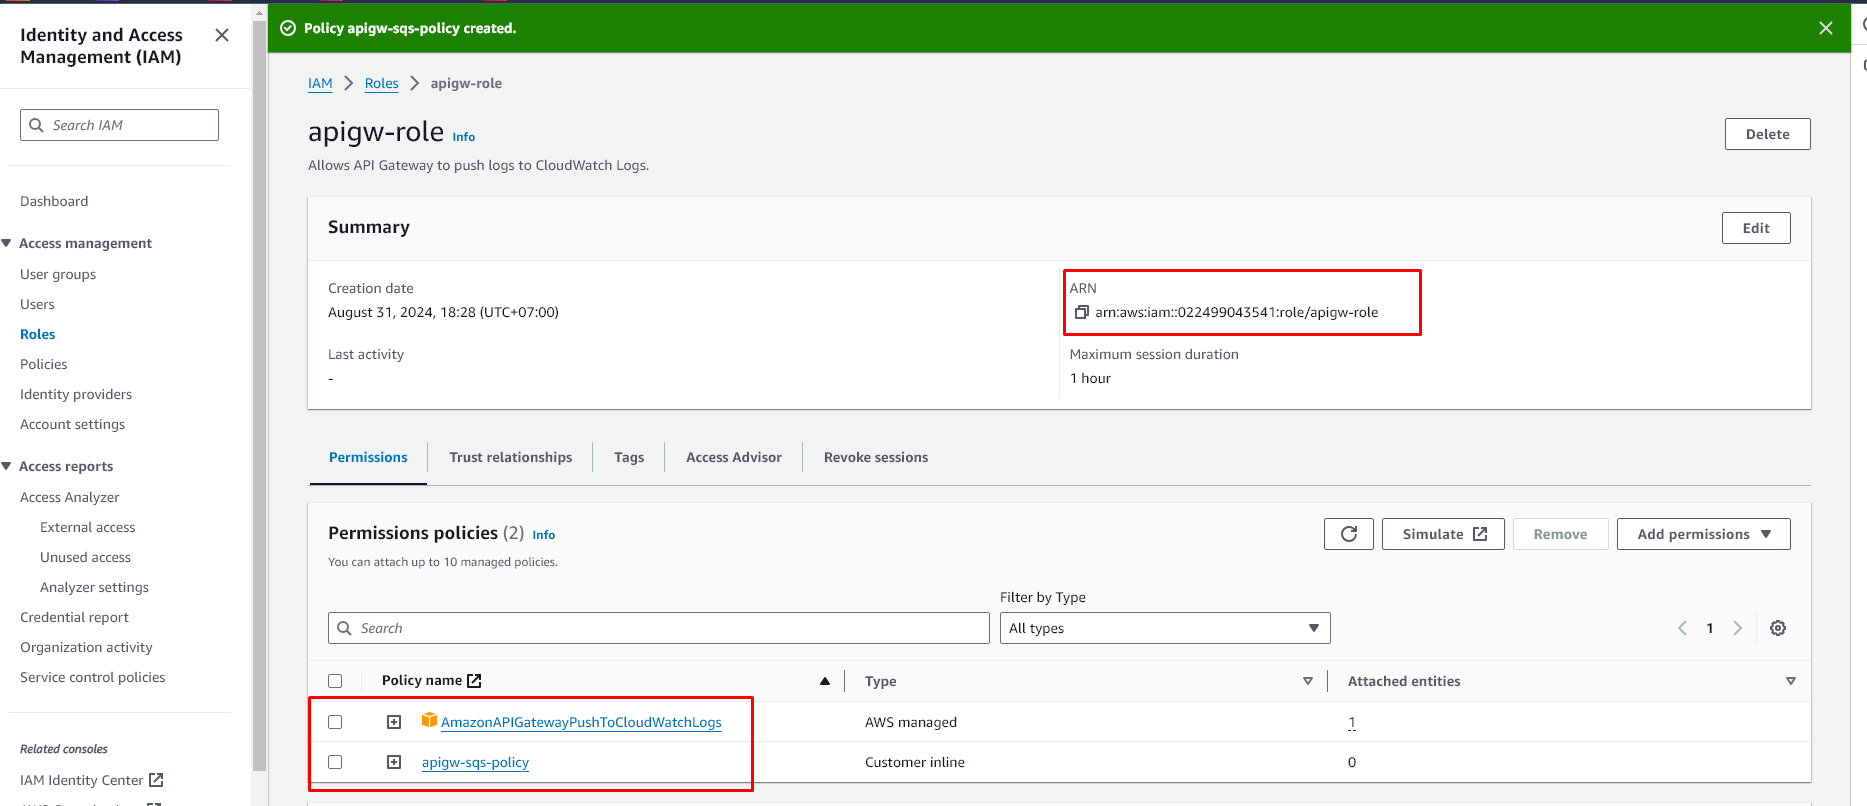 Identity and Access
Management (IAM)
Search IAM
Dashboard
Access management
User groups
Users
Roles
Policies
Identity providers
Account settings
Access reports
Access Analyzer
External access
Unused access
Analyzer settings
Credential report
Organization activity
Service control policies
Related consoles
IAM Identity Center
Policy apigw-sqs-policy created.
IAM > Roles > apigw-role
apigw-role Info
Delete
Allows API Gateway to push logs to CloudWatch Logs.
Summary
Edit
Creation date
August 31, 2024, 18:28 (UTC+07:00)
ARN
arn:aws:iam::022499043541:role/apigw-role
Last activity
-
Maximum session duration
1 hour
Permissions
Trust relationships
Tags
Access Advisor
Revoke sessions
Permissions policies (2) Info
You can attach up to 10 managed policies.
Simulate
Remove
Add permissions
Filter by Type
Search
All types
1
Policy name
Type
Attached entities
AmazonAPIGatewayPushToCloudWatchLogs
AWS managed
1
apigw-sqs-policy
Customer inline
0